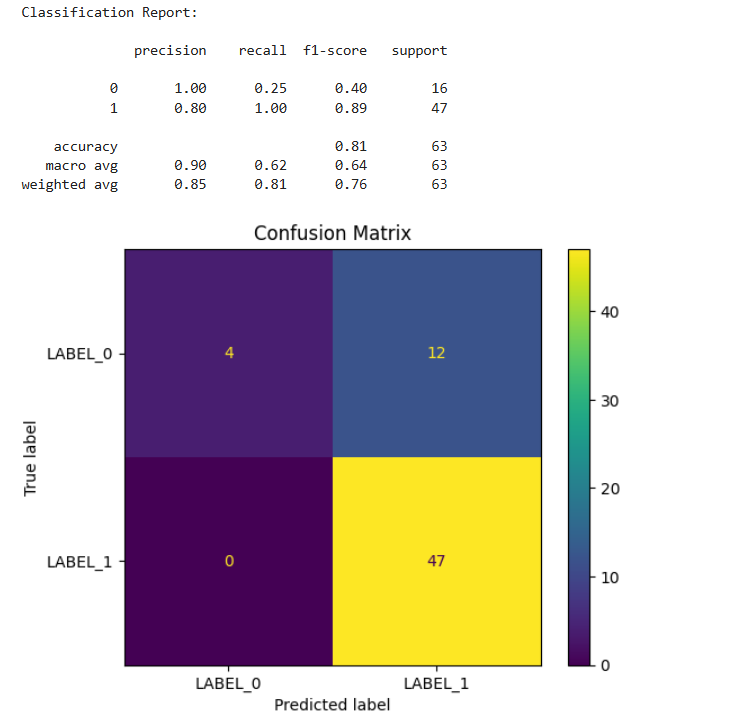 Classification Report:
precision recall f1-score support
0 1.00 0.25 0.40 16
1 0.80 1.00 0.89 47
accuracy 0.81 63
macro avg 0.90 0.62 0.64 63
weighted avg 0.85 0.81 0.76 63
Confusion Matrix
LABEL_0
4
12
LABEL_1
0
47
True label
LABEL_0
LABEL_1
Predicted label
40
30
20
10
0